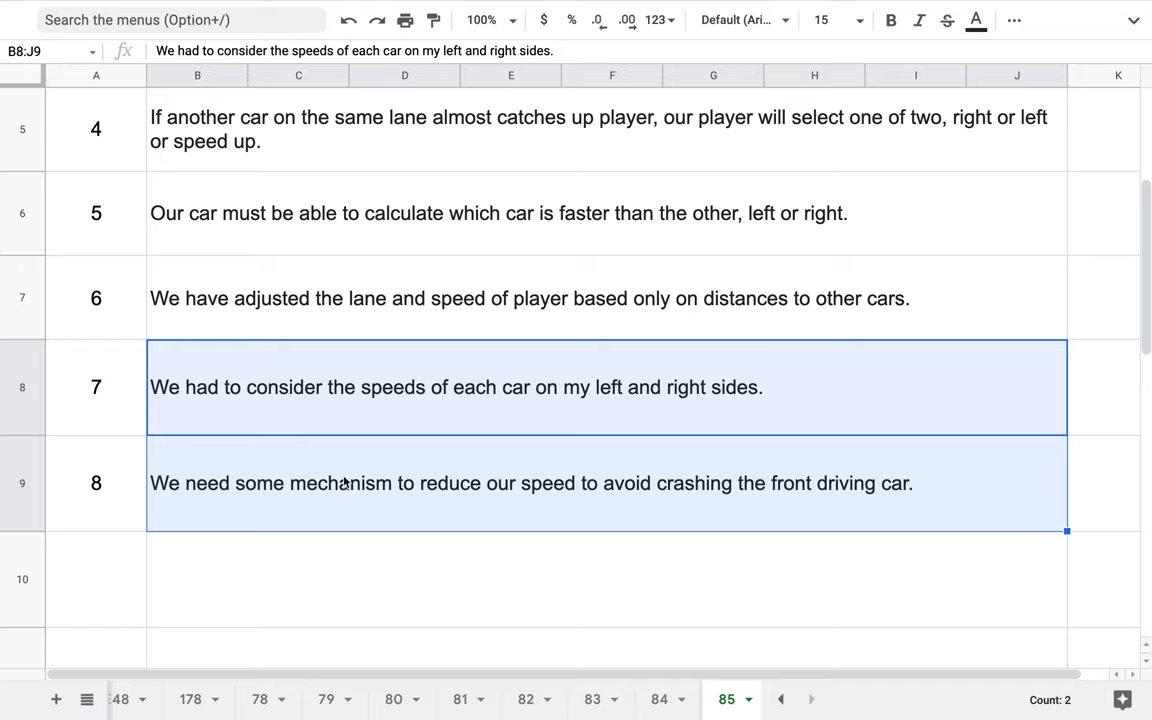 Search the menus (Option+/) 100% $ % .0 .00 123 Default (Ari... 15 B I S A ...
B8:J9 fx We had to consider the speeds of each car on my left and right sides.
A B C D E F G H I J K
5 4 If another car on the same lane almost catches up player, our player will select one of two, right or left
or speed up.
6 5 Our car must be able to calculate which car is faster than the other, left or right.
7 6 We have adjusted the lane and speed of player based only on distances to other cars.
8 7 We had to consider the speeds of each car on my left and right sides.
9 8 We need some mechanism to reduce our speed to avoid crashing the front driving car.
10
+ 48 178 78 79 80 81 82 83 84 85 Count: 2